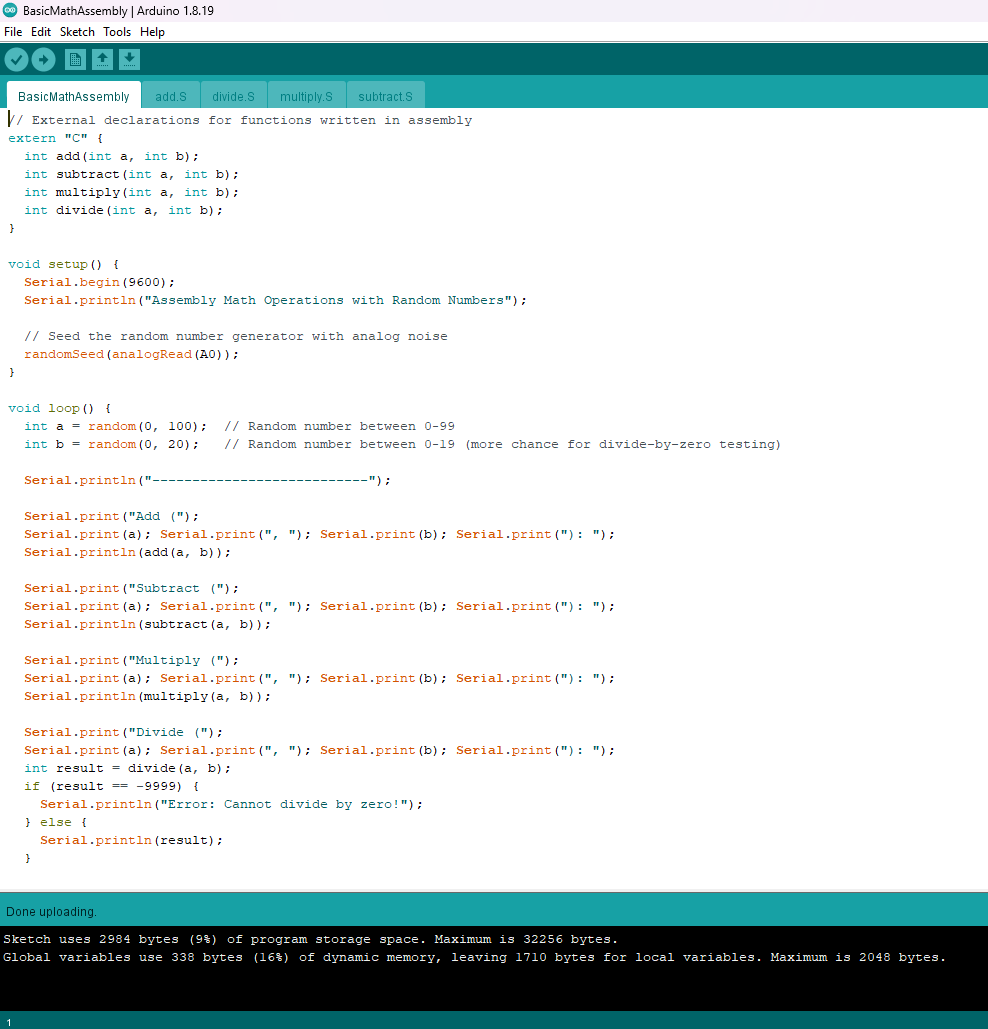 BasicMathAssembly | Arduino 1.8.19
File Edit Sketch Tools Help
BasicMathAssembly add.S divide.S multiply.S subtract.S
// External declarations for functions written in assembly
extern "C" {
  int add(int a, int b);
  int subtract(int a, int b);
  int multiply(int a, int b);
  int divide(int a, int b);
}

void setup() {
  Serial.begin(9600);
  Serial.println("Assembly Math Operations with Random Numbers");

  // Seed the random number generator with analog noise
  randomSeed(analogRead(A0));
}

void loop() {
  int a = random(0, 100);  // Random number between 0-99
  int b = random(0, 20);   // Random number between 0-19 (more chance for divide-by-zero testing)

  Serial.println("---------------------------");

  Serial.print("Add (");
  Serial.print(a); Serial.print(", "); Serial.print(b); Serial.print("): ");
  Serial.println(add(a, b));

  Serial.print("Subtract (");
  Serial.print(a); Serial.print(", "); Serial.print(b); Serial.print("): ");
  Serial.println(subtract(a, b));

  Serial.print("Multiply (");
  Serial.print(a); Serial.print(", "); Serial.print(b); Serial.print("): ");
  Serial.println(multiply(a, b));

  Serial.print("Divide (");
  Serial.print(a); Serial.print(", "); Serial.print(b); Serial.print("): ");
  int result = divide(a, b);
  if (result == -9999) {
    Serial.println("Error: Cannot divide by zero!");
  } else {
    Serial.println(result);
  }
Done uploading.
Sketch uses 2984 bytes (9%) of program storage space. Maximum is 32256 bytes.
Global variables use 338 bytes (16%) of dynamic memory, leaving 1710 bytes for local variables. Maximum is 2048 bytes.
1